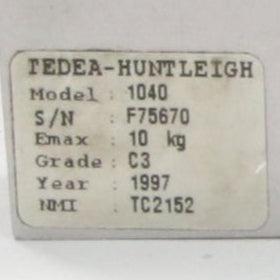 TEDEA-HUNTLEIGH
Model : 1040
S/N : F75670
Emax : 10 kg
Grade : C3
Year : 1997
NMI : TC2152